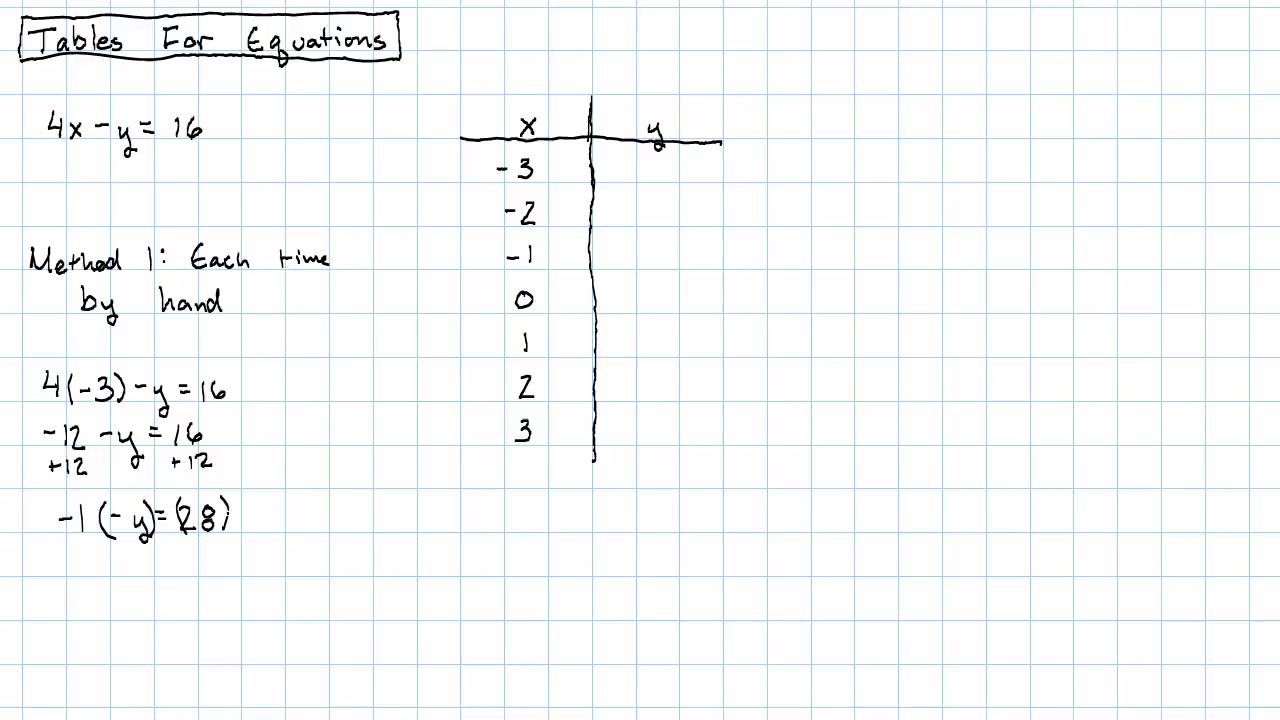 Tables For Equations
4x - y = 16
Method 1: Each time
by hand
4(-3) - y = 16
-12 - y = 16
+12 +12
-1(-y) = (28)
x y
-3
-2
-1
0
1
2
3